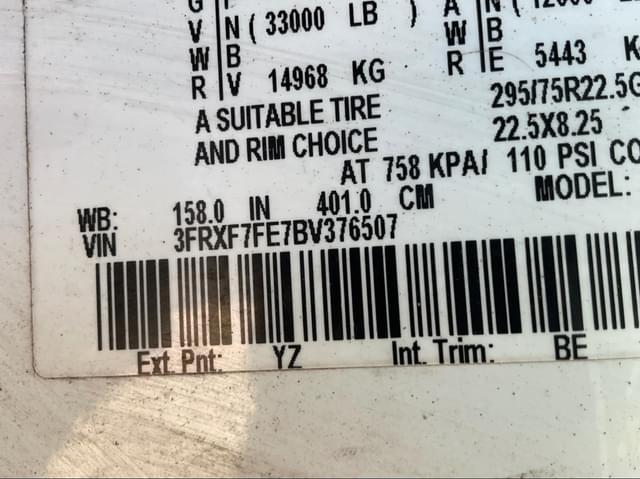 G
V N ( 33000 LB ) A N (
W B W B
R V 14968 KG R E 5443 K
A SUITABLE TIRE 295/75R22.5G
AND RIM CHOICE 22.5X8.25
AT 758 KPA/ 110 PSI CO
WB: 158.0 IN 401.0 CM MODEL:
VIN 3FRXF7FE7BV376507
Ext. Pnt: YZ Int. Trim: BE